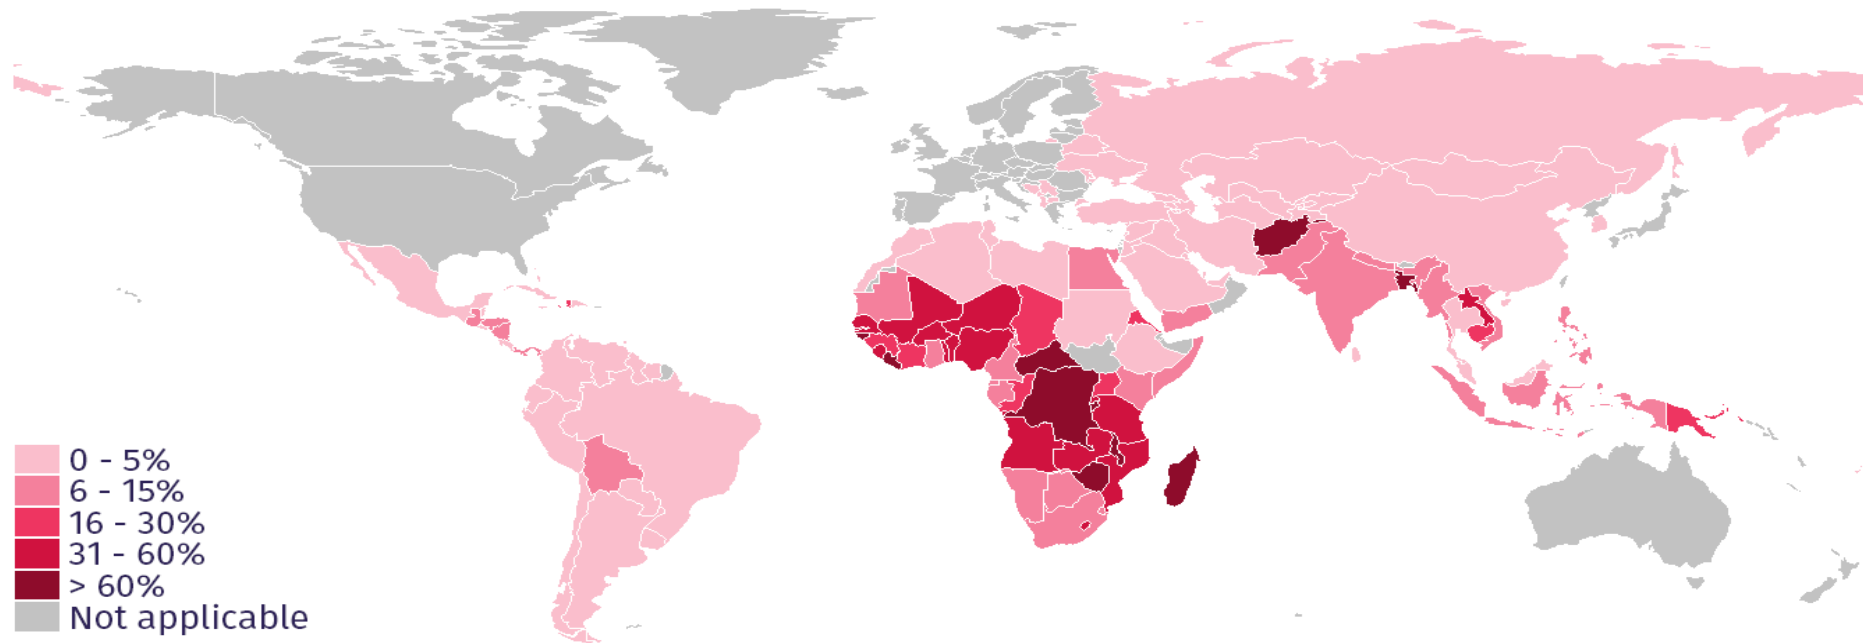 0 - 5%
6 - 15%
16 - 30%
31 - 60%
> 60%
Not applicable